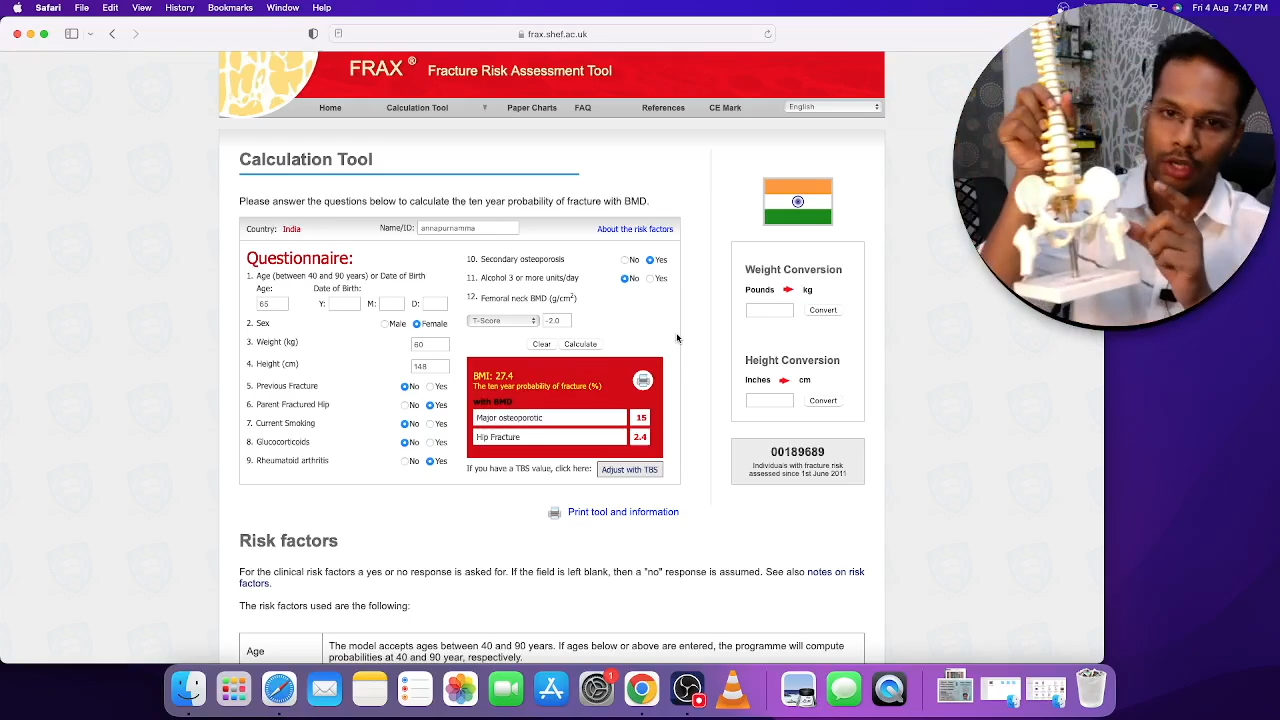 Safari File Edit View History Bookmarks Window Help
Fri 4 Aug 7:47 PM
frax.shef.ac.uk
FRAX ® Fracture Risk Assessment Tool
Home Calculation Tool Paper Charts FAQ References CE Mark English
Calculation Tool
Please answer the questions below to calculate the ten year probability of fracture with BMD.
Country: India Name/ID: annapurnamma About the risk factors
Questionnaire:
1. Age (between 40 and 90 years) or Date of Birth
Age: Date of Birth:
65 Y: M: D:
2. Sex Male Female
3. Weight (kg) 60
4. Height (cm) 148
5. Previous Fracture No Yes
6. Parent Fractured Hip No Yes
7. Current Smoking No Yes
8. Glucocorticoids No Yes
9. Rheumatoid arthritis No Yes
10. Secondary osteoporosis No Yes
11. Alcohol 3 or more units/day No Yes
12. Femoral neck BMD (g/cm²)
T-Score -2.0
Clear Calculate
BMI: 27.4
The ten year probability of fracture (%)
with BMD
Major osteoporotic 15
Hip Fracture 2.4
If you have a TBS value, click here: Adjust with TBS
Print tool and information
Weight Conversion
Pounds kg
Convert
Height Conversion
Inches cm
Convert
00189689
Individuals with fracture risk
assessed since 1st June 2011
Risk factors
For the clinical risk factors a yes or no response is asked for. If the field is left blank, then a "no" response is assumed. See also notes on risk
factors.
The risk factors used are the following:
Age
The model accepts ages between 40 and 90 years. If ages below or above are entered, the programme will compute
probabilities at 40 and 90 year, respectively.
1